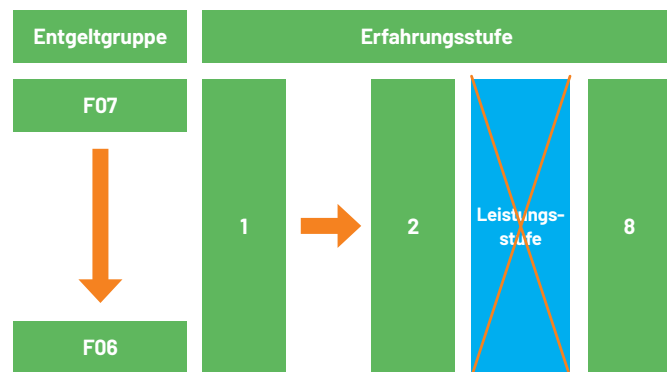 Entgeltgruppe
Erfahrungsstufe
F07
1
2
Leistungs-
stufe
8
F06